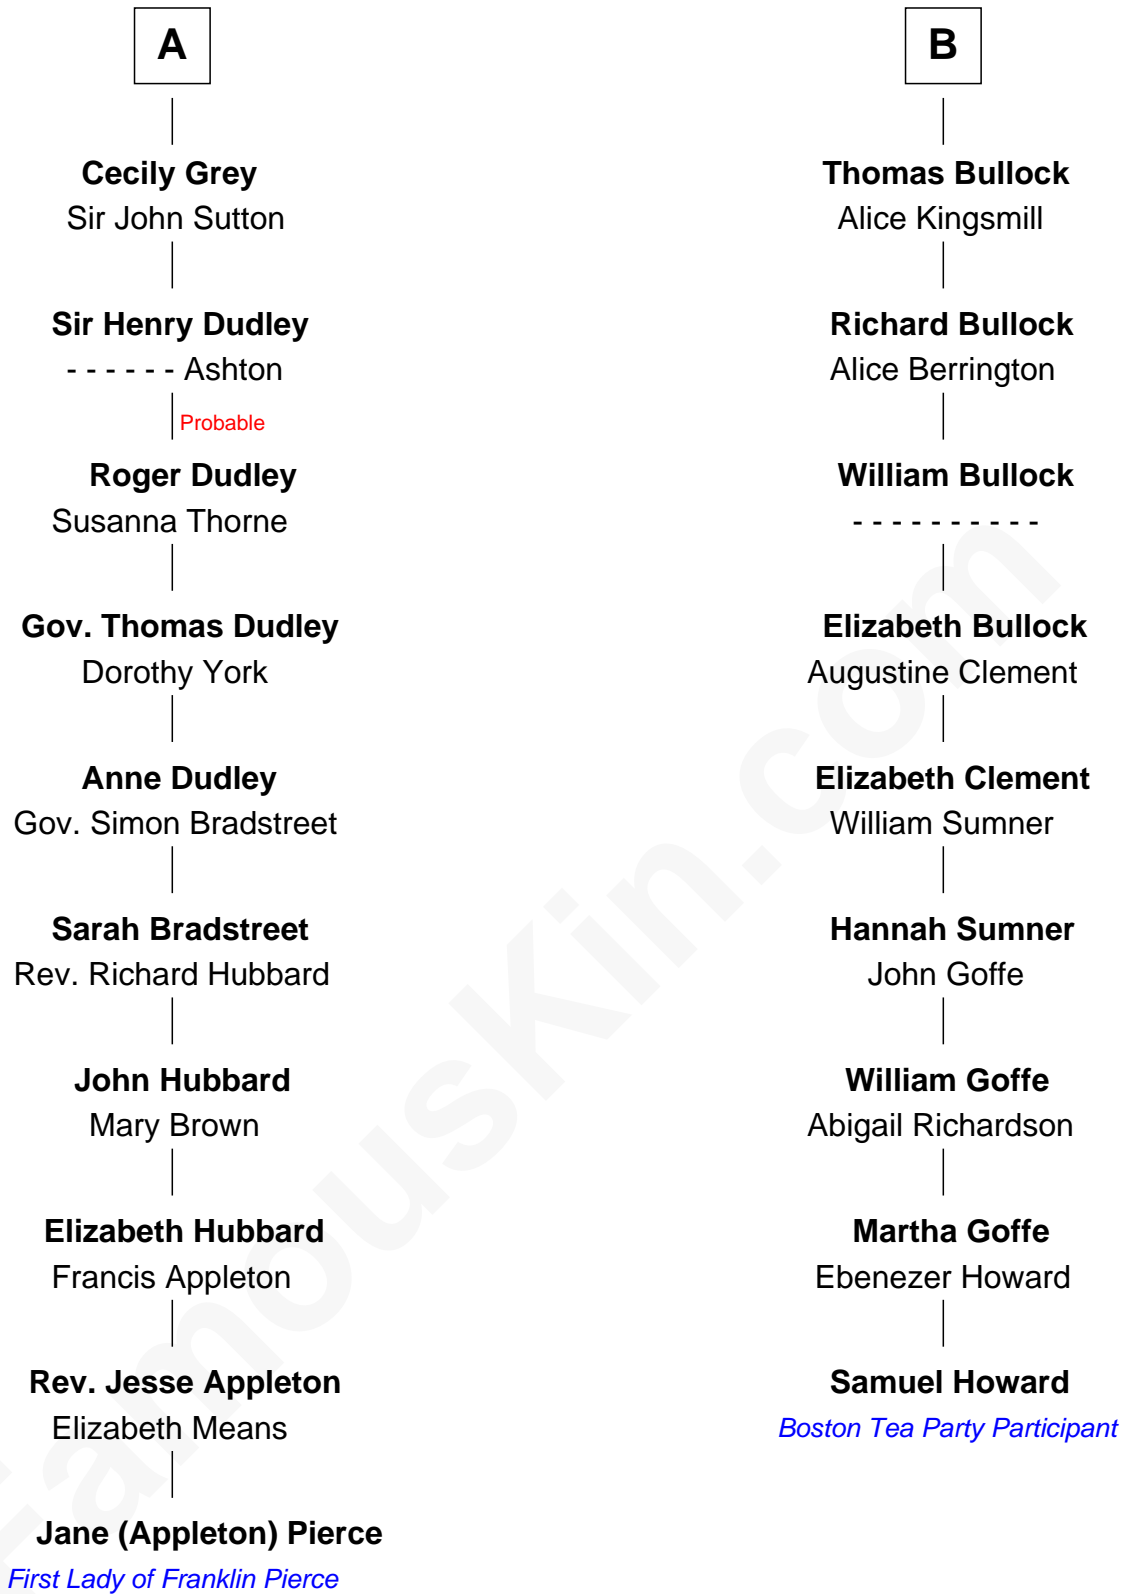 A
Cecily Grey
Sir John Sutton
Sir Henry Dudley
- - - - - - Ashton
Probable
Roger Dudley
Susanna Thorne
Gov. Thomas Dudley
Dorothy York
Anne Dudley
Gov. Simon Bradstreet
Sarah Bradstreet
Rev. Richard Hubbard
John Hubbard
Mary Brown
Elizabeth Hubbard
Francis Appleton
Rev. Jesse Appleton
Elizabeth Means
Jane (Appleton) Pierce
First Lady of Franklin Pierce
B
Thomas Bullock
Alice Kingsmill
Richard Bullock
Alice Berrington
William Bullock
- - - - - - - - - -
Elizabeth Bullock
Augustine Clement
Elizabeth Clement
William Sumner
Hannah Sumner
John Goffe
William Goffe
Abigail Richardson
Martha Goffe
Ebenezer Howard
Samuel Howard
Boston Tea Party Participant
FamousKin.com